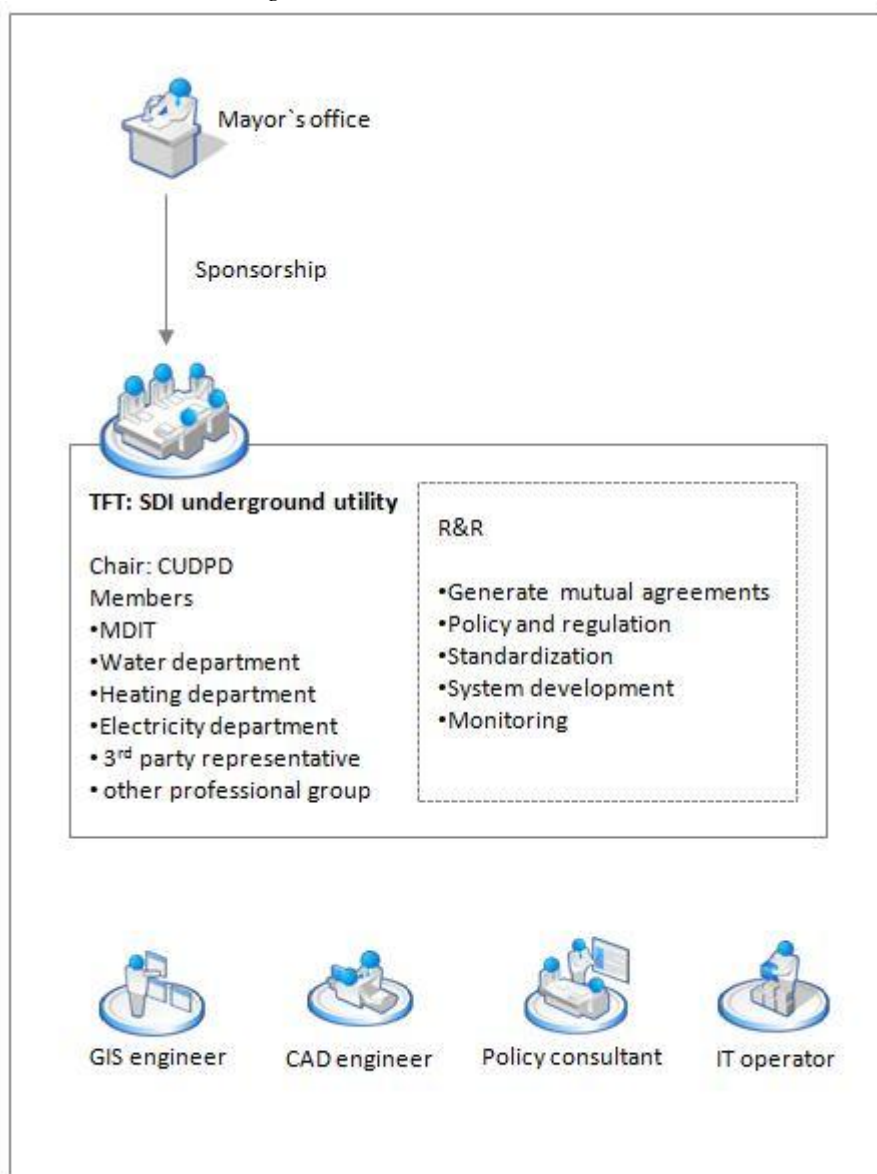 Mayor`s office
Sponsorship
TFT: SDI underground utility
Chair: CUDPD
Members
•MDIT
•Water department
•Heating department
•Electricity department
• 3rd party representative
• other professional group
R&R
•Generate mutual agreements
•Policy and regulation
•Standardization
•System development
•Monitoring
GIS engineer
CAD engineer
Policy consultant
IT operator